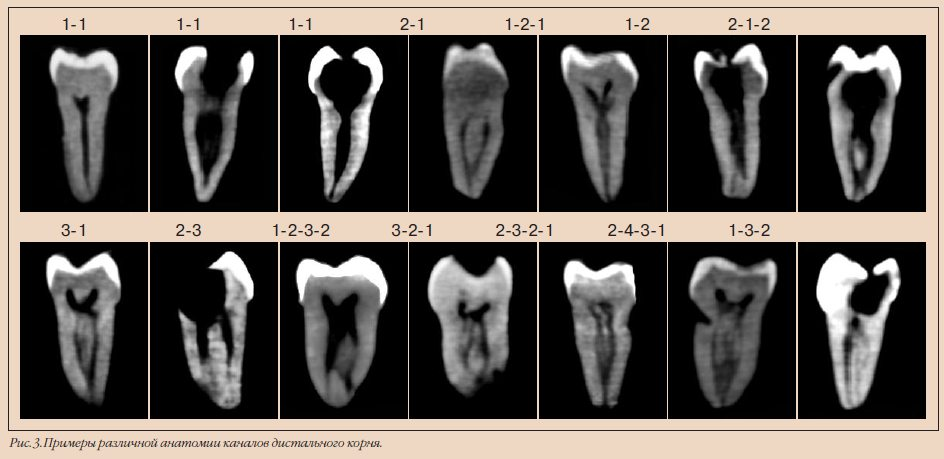 1-1 1-1 1-1 2-1 1-2-1 1-2 2-1-2
3-1 2-3 1-2-3-2 3-2-1 2-3-2-1 2-4-3-1 1-3-2
Рис. 3. Примеры различной анатомии каналов дистального корня.